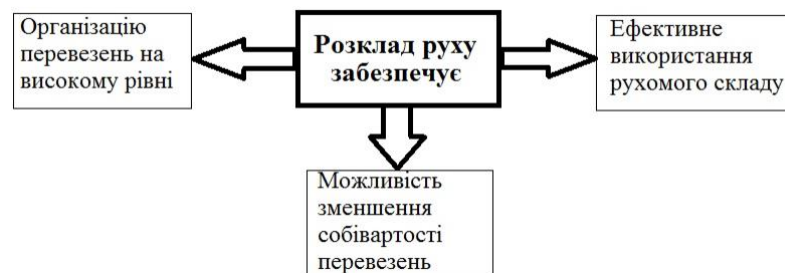 Організацію
перевезень на
високому рівні
Розклад руху
забезпечує
Ефективне
використання
рухомого складу
Можливість
зменшення
собівартості
перевезень